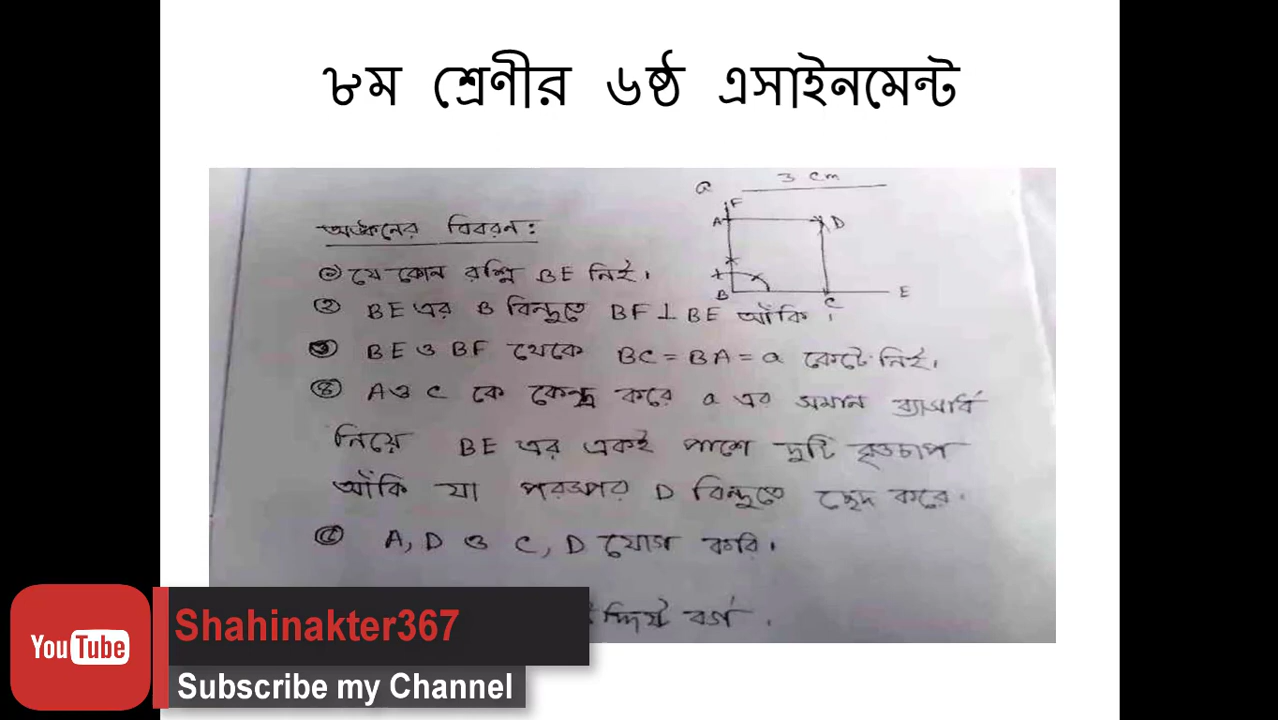 ৮ম শ্রেণীর ৬ষ্ঠ এসাইনমেন্ট
a 3 cm
F
A D
B C E
অঙ্কনের বিবরন:
① যে কোন রশ্মি BE নিই।
② BE এর B বিন্দুতে BF ⊥ BE আঁকি।
③ BE ও BF থেকে BC = BA = a কেটে নিই।
④ A ও C কে কেন্দ্র করে a এর সমান ব্যাসার্ধ
নিয়ে BE এর একই পাশে দুটি বৃত্তচাপ
আঁকি যা পরস্পর D বিন্দুতে ছেদ করে।
⑤ A, D ও C, D যোগ করি।
বর্গ।
YouTube
Shahinakter367
Subscribe my Channel